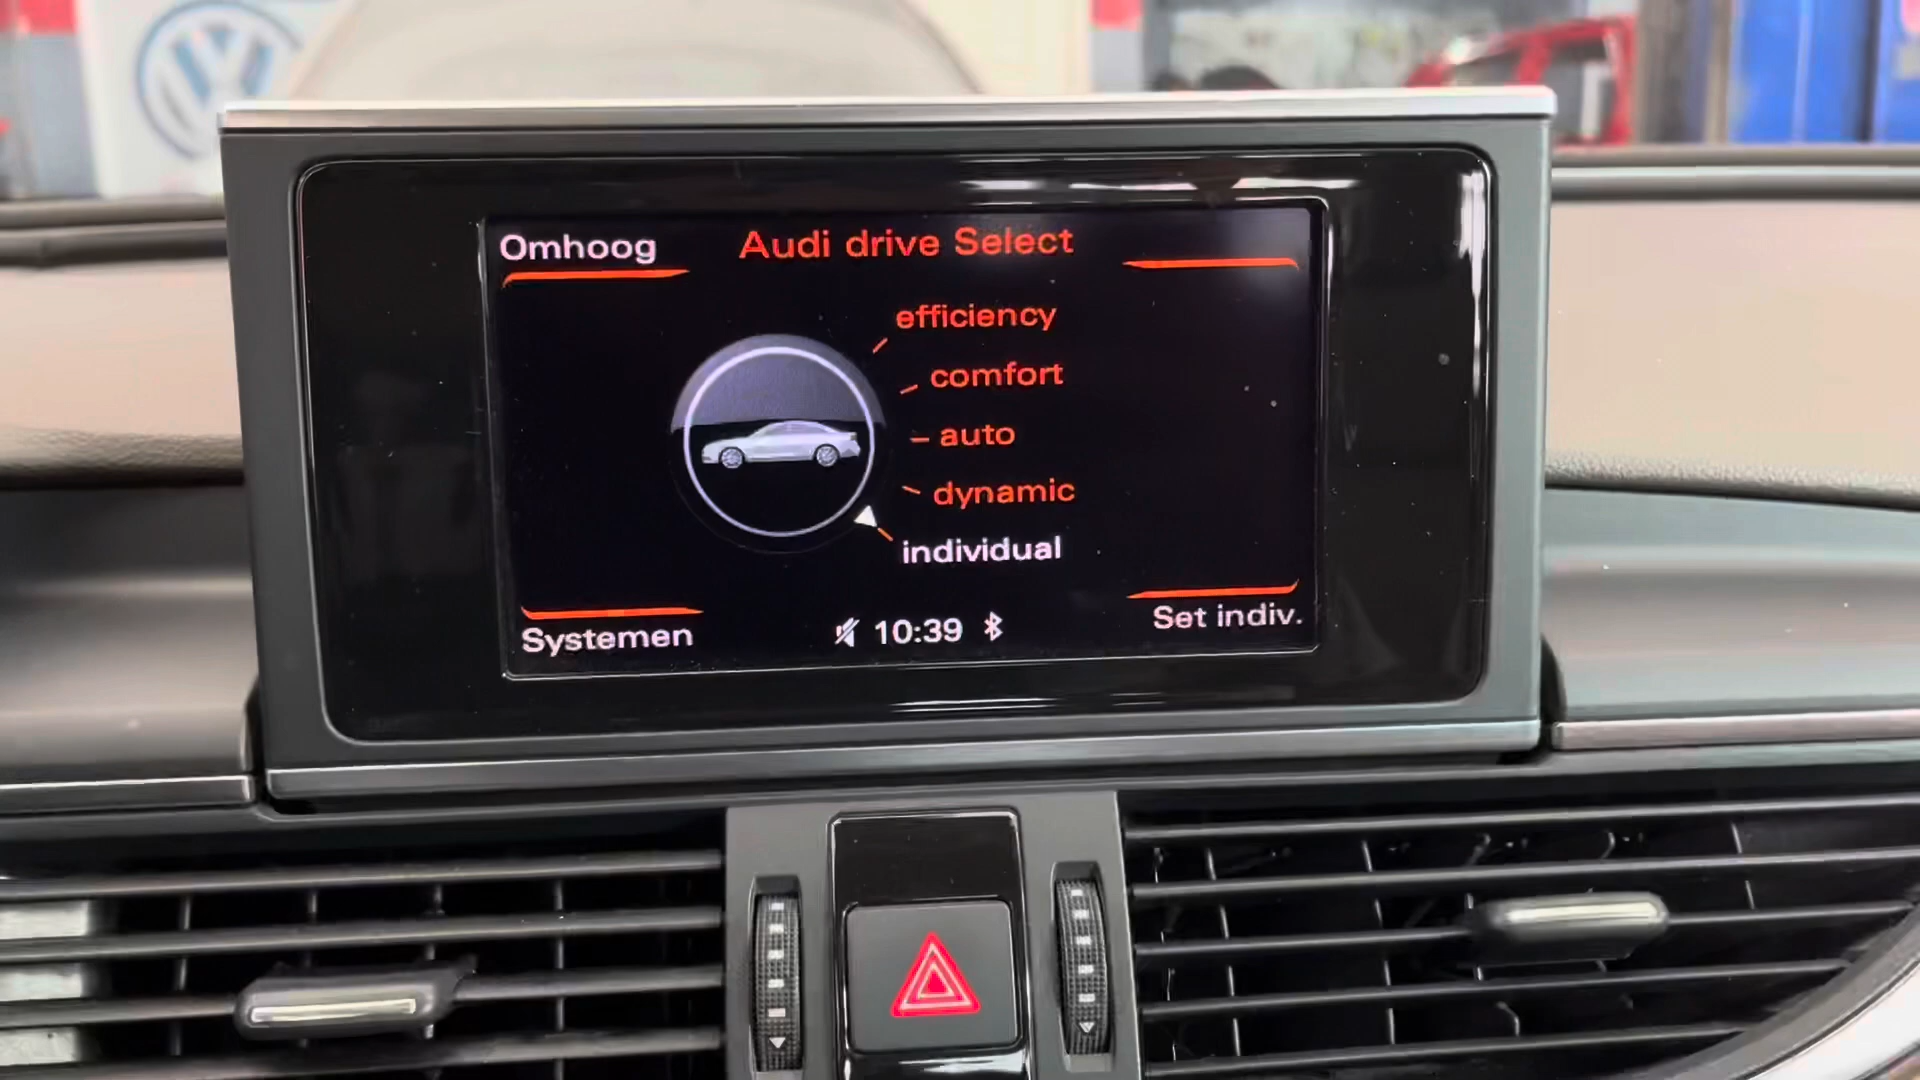 Omhoog
Audi drive Select
efficiency
comfort
auto
dynamic
individual
Systemen
10:39
Set indiv.